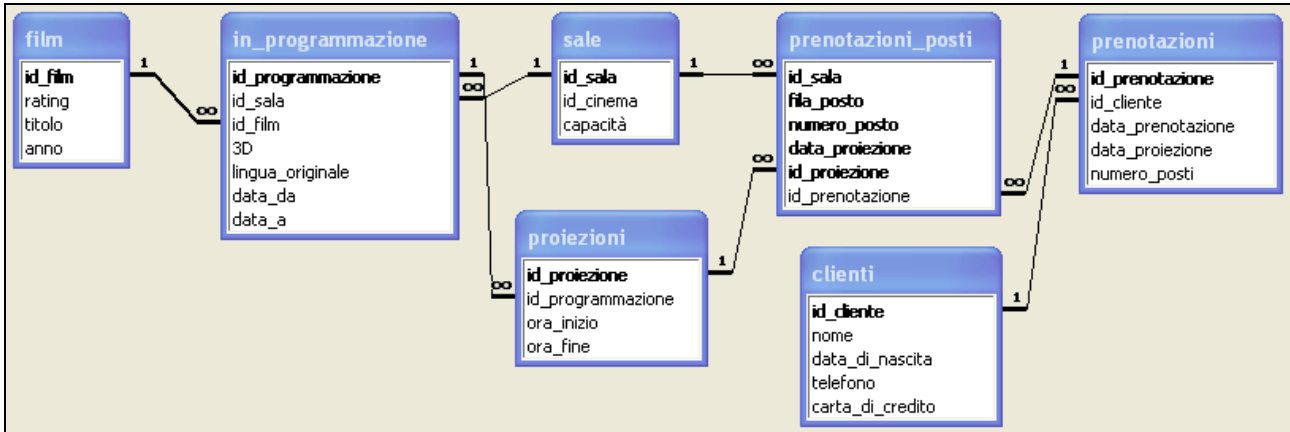 film
id_film
rating
titolo
anno
1
∞
in_programmazione
id_programmazione
id_sala
id_film
3D
lingua_originale
data_da
data_a
1
∞
1
sale
id_sala
id_cinema
capacità
1
∞
prenotazioni_posti
id_sala
fila_posto
numero_posto
data_proiezione
id_proiezione
id_prenotazione
∞
∞
1
∞
prenotazioni
id_prenotazione
id_cliente
data_prenotazione
data_proiezione
numero_posti
∞
proiezioni
id_proiezione
id_programmazione
ora_inizio
ora_fine
1
clienti
id_cliente
nome
data_di_nascita
telefono
carta_di_credito
1